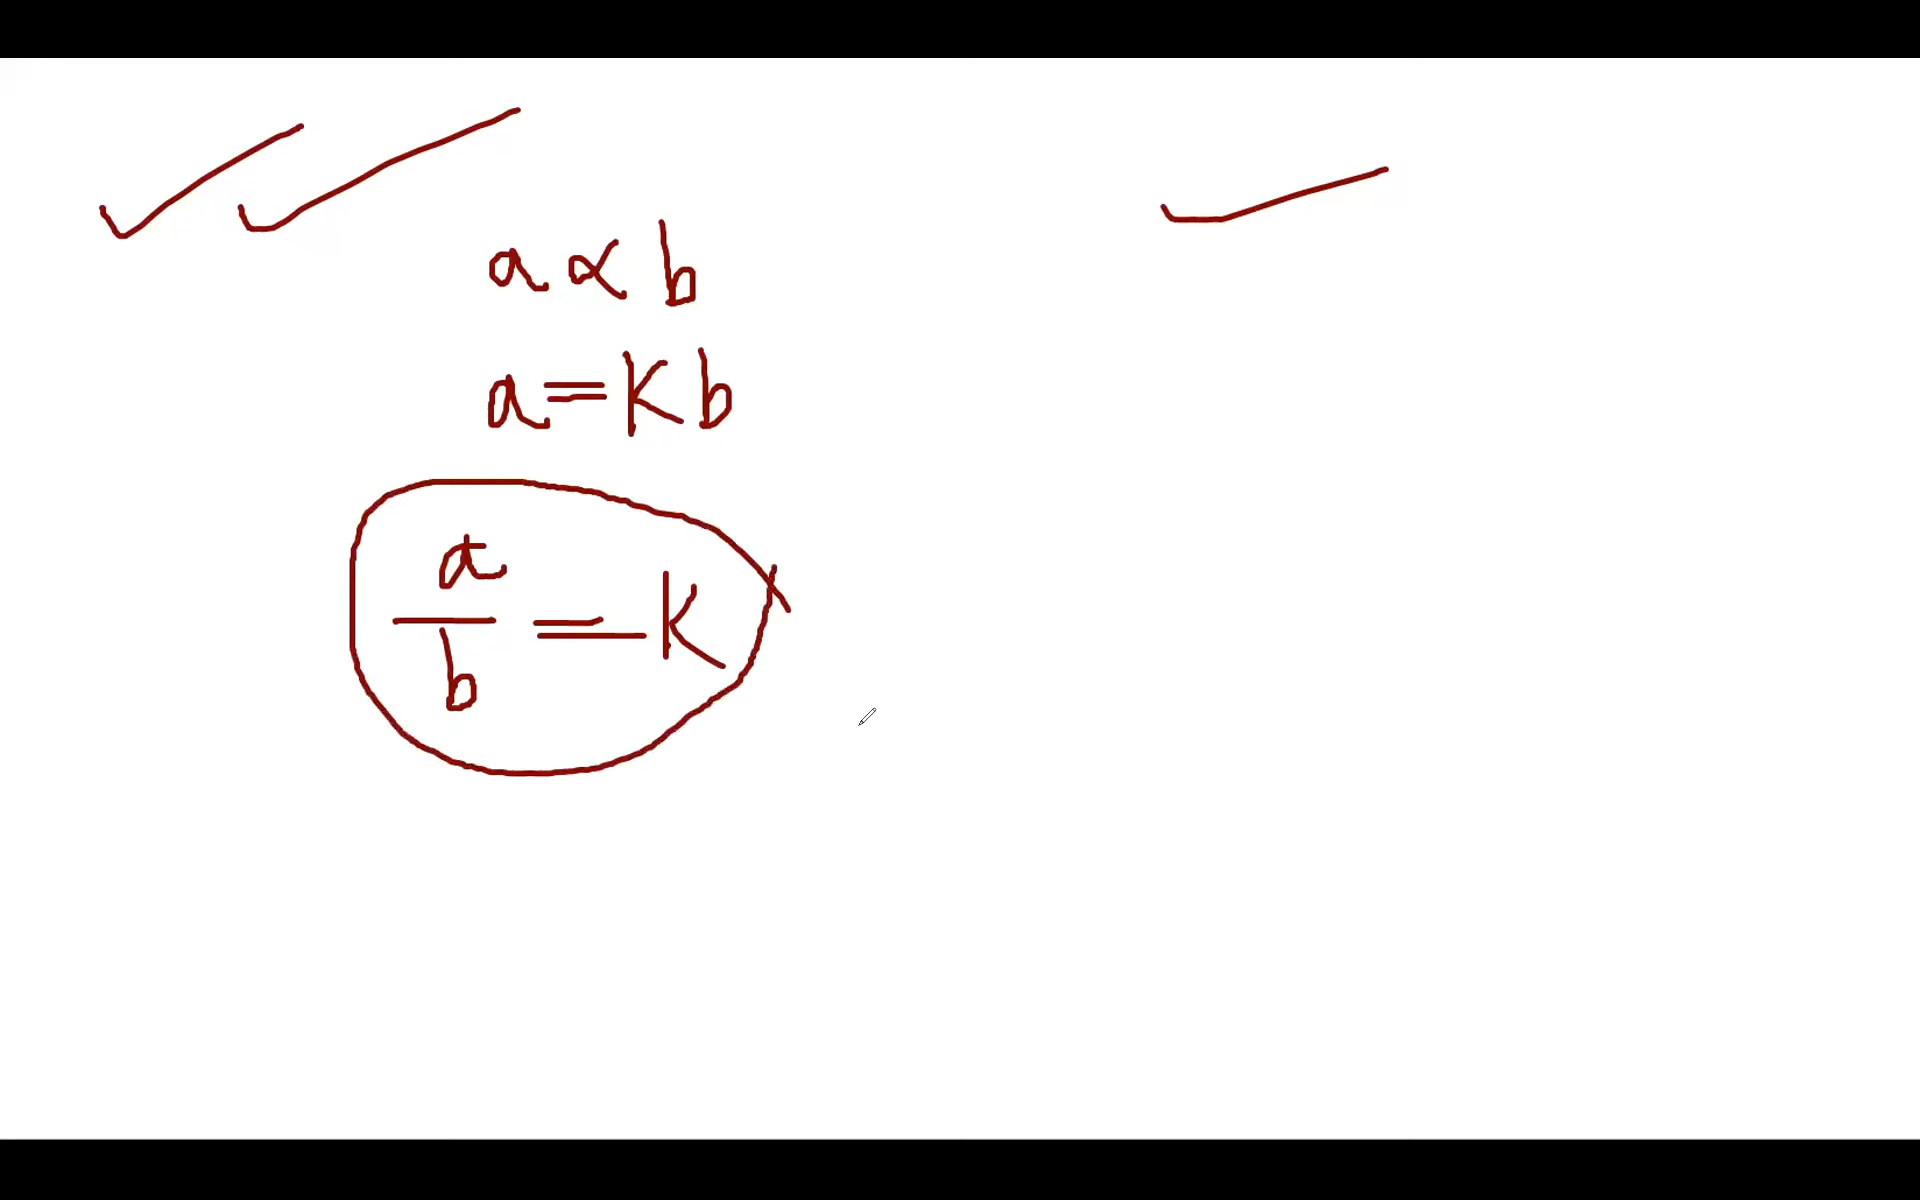 a ∝ b
a = K b
a/b = K